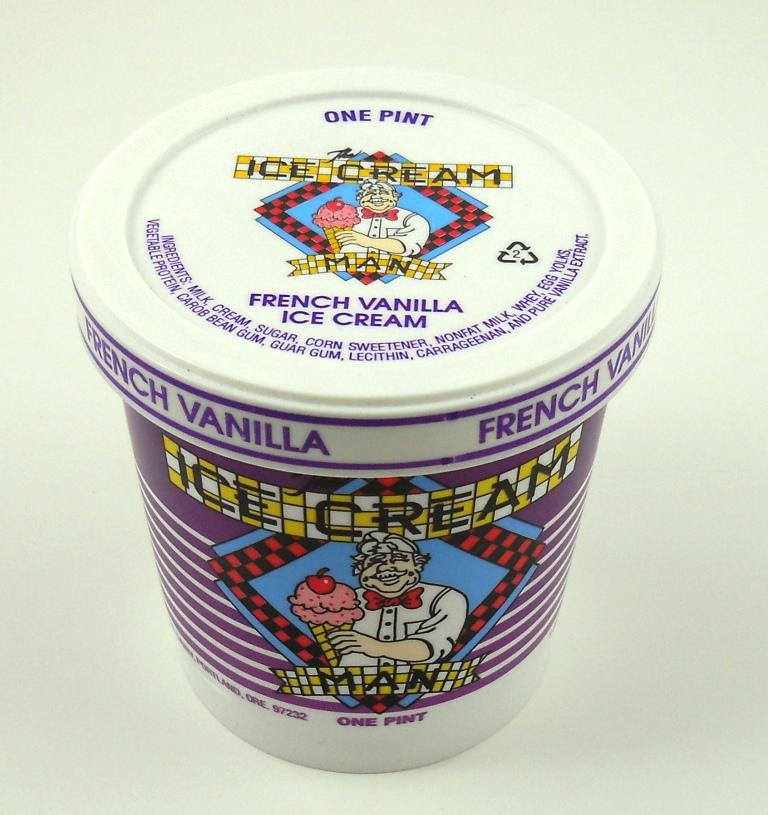 ONE PINT
The
ICE CREAM
MAN
2
FRENCH VANILLA
ICE CREAM
INGREDIENTS: MILK, CREAM, SUGAR, CORN SWEETENER, NONFAT MILK, WHEY, EGG YOLKS,
VEGETABLE PROTEIN, CAROB BEAN GUM, GUAR GUM, LECITHIN, CARRAGEENAN, AND PURE VANILLA EXTRACT.
FRENCH VANILLA FRENCH VANILL
The
ICE CREAM
MAN
PORTLAND, ORE. 97232
ONE PINT